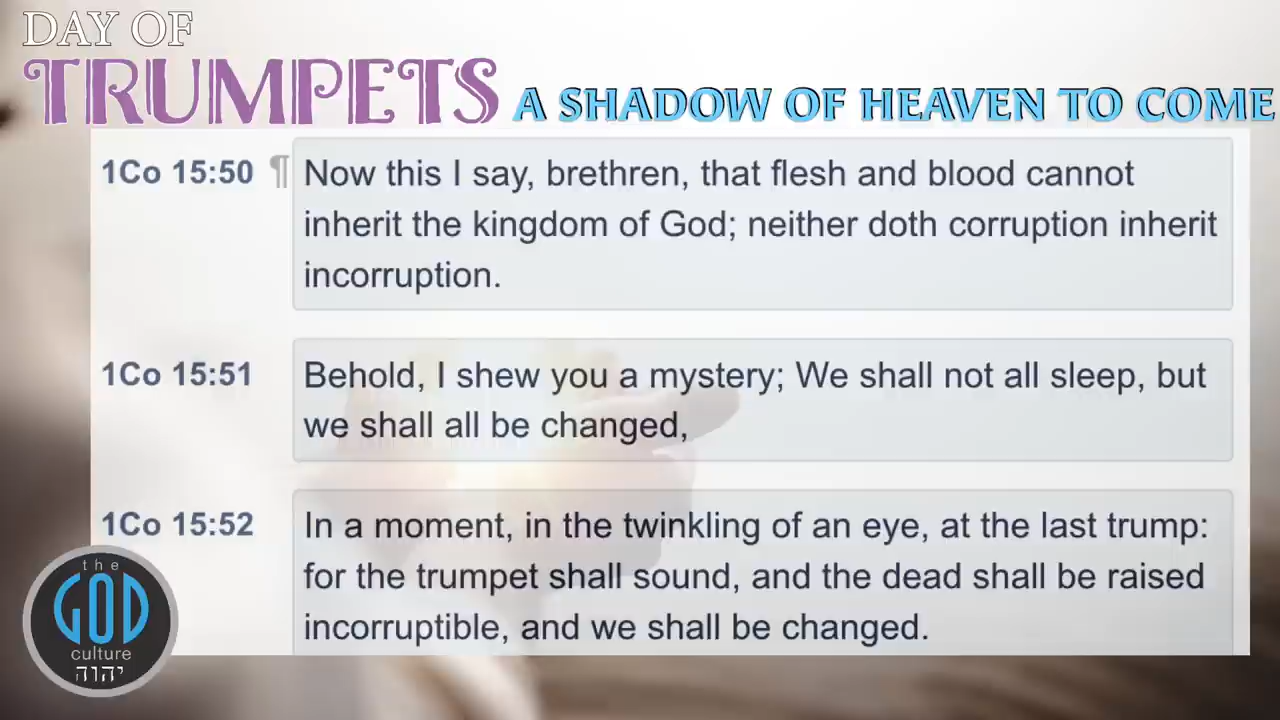 DAY OF
TRUMPETS A SHADOW OF HEAVEN TO COME
1Co 15:50 ¶ Now this I say, brethren, that flesh and blood cannot
inherit the kingdom of God; neither doth corruption inherit
incorruption.
1Co 15:51 Behold, I shew you a mystery; We shall not all sleep, but
we shall all be changed,
1Co 15:52 In a moment, in the twinkling of an eye, at the last trump:
for the trumpet shall sound, and the dead shall be raised
incorruptible, and we shall be changed.
the
GOD
culture
יהוה